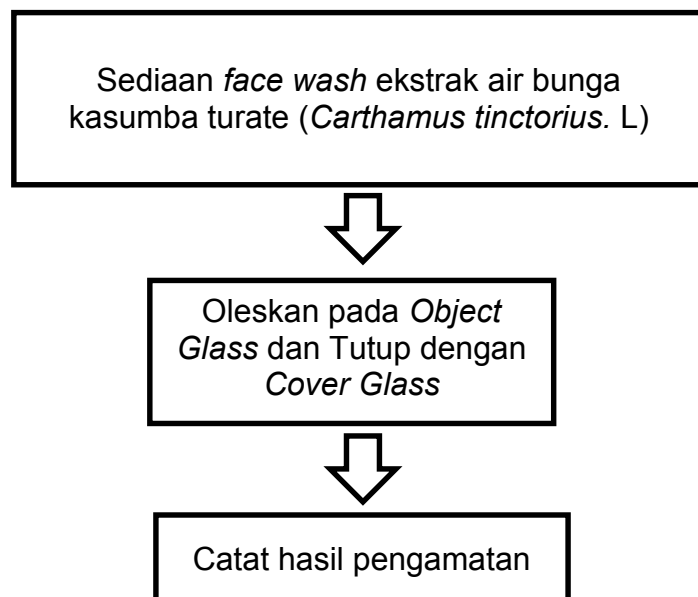 Sediaan face wash ekstrak air bunga
kasumba turate (Carthamus tinctorius. L)
Oleskan pada Object
Glass dan Tutup dengan
Cover Glass
Catat hasil pengamatan